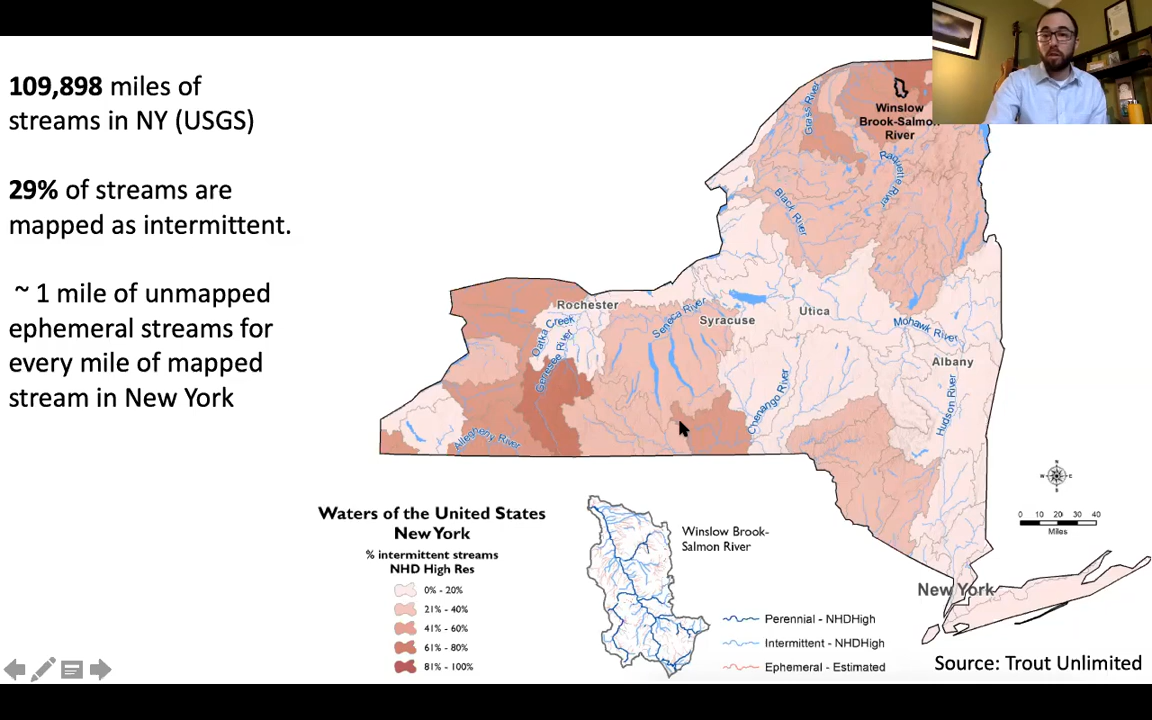 109,898 miles of
streams in NY (USGS)
29% of streams are
mapped as intermittent.
~ 1 mile of unmapped
ephemeral streams for
every mile of mapped
stream in New York
Winslow
Brook-Salmon
River
Grass River
Raquette River
Black River
Rochester
Oatka Creek
Genesee River
Seneca River
Syracuse
Utica
Mohawk River
Albany
Chenango River
Hudson River
Allegheny River
New York
N
W E
S
0 10 20 30 40
Miles
Waters of the United States
New York
% intermittent streams
NHD High Res
0% - 20%
21% - 40%
41% - 60%
61% - 80%
81% - 100%
Winslow Brook-
Salmon River
Perennial - NHDHigh
Intermittent - NHDHigh
Ephemeral - Estimated
Source: Trout Unlimited